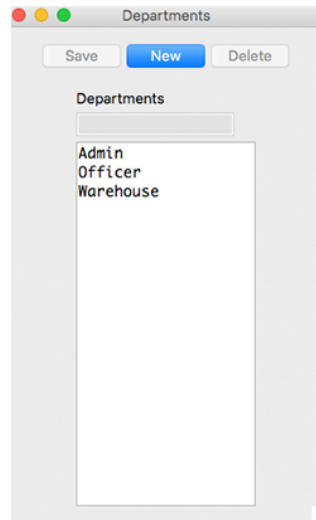 Departments
Save New Delete
Departments
Admin
Officer
Warehouse